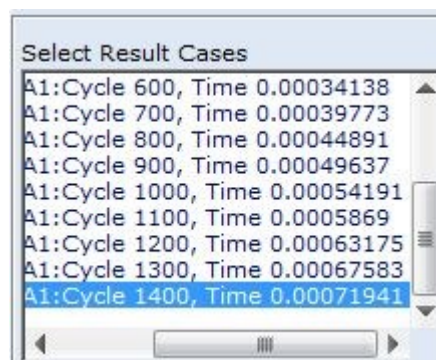 Select Result Cases
A1:Cycle 600, Time 0.00034138
A1:Cycle 700, Time 0.00039773
A1:Cycle 800, Time 0.00044891
A1:Cycle 900, Time 0.00049637
A1:Cycle 1000, Time 0.00054191
A1:Cycle 1100, Time 0.0005869
A1:Cycle 1200, Time 0.00063175
A1:Cycle 1300, Time 0.00067583
A1:Cycle 1400, Time 0.00071941